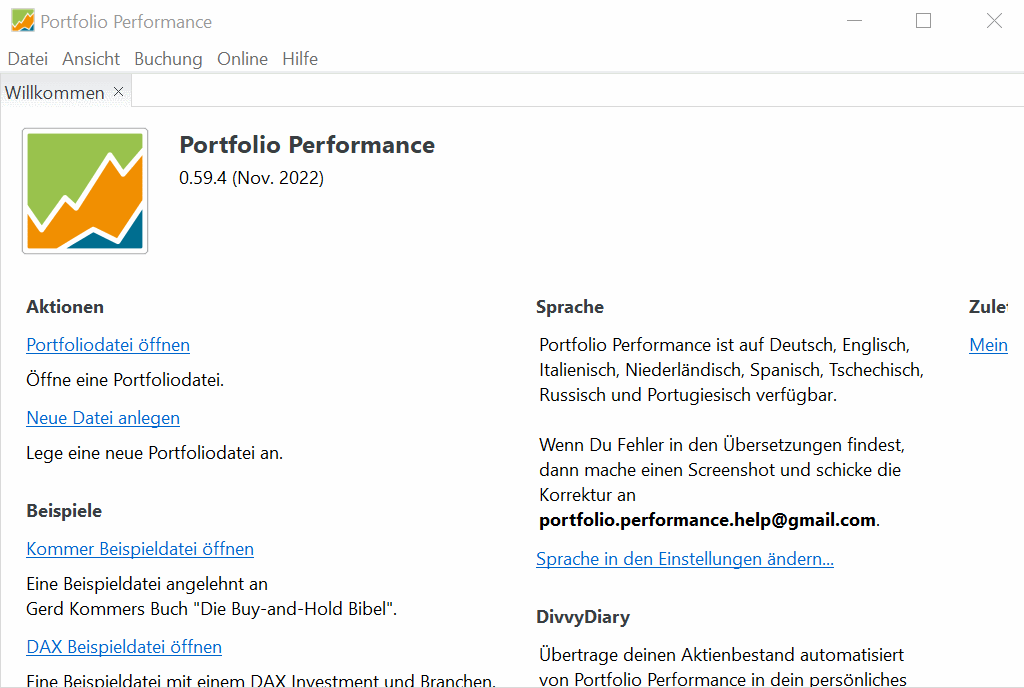 Portfolio Performance
Datei Ansicht Buchung Online Hilfe
Willkommen
Portfolio Performance
0.59.4 (Nov. 2022)
Aktionen
Portfoliodatei öffnen
Öffne eine Portfoliodatei.
Neue Datei anlegen
Lege eine neue Portfoliodatei an.
Beispiele
Kommer Beispieldatei öffnen
Eine Beispieldatei angelehnt an
Gerd Kommers Buch "Die Buy-and-Hold Bibel".
DAX Beispieldatei öffnen
Eine Beispieldatei mit einem DAX Investment und Branchen.
Sprache
Portfolio Performance ist auf Deutsch, Englisch,
Italienisch, Niederländisch, Spanisch, Tschechisch,
Russisch und Portugiesisch verfügbar.
Wenn Du Fehler in den Übersetzungen findest,
dann mache einen Screenshot und schicke die
Korrektur an
portfolio.performance.help@gmail.com.
Sprache in den Einstellungen ändern...
DivvyDiary
Übertrage deinen Aktienbestand automatisiert
von Portfolio Performance in dein persönliches
Mein